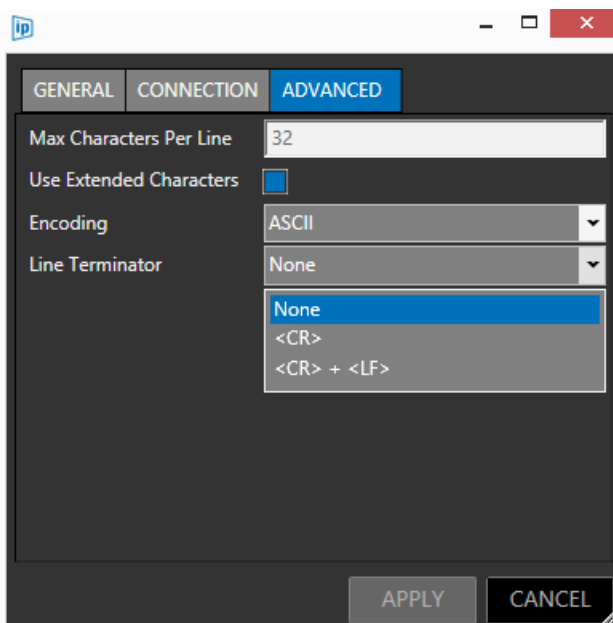 ip
GENERAL CONNECTION ADVANCED
Max Characters Per Line 32
Use Extended Characters
Encoding ASCII
Line Terminator None
None
<CR>
<CR> + <LF>
APPLY CANCEL